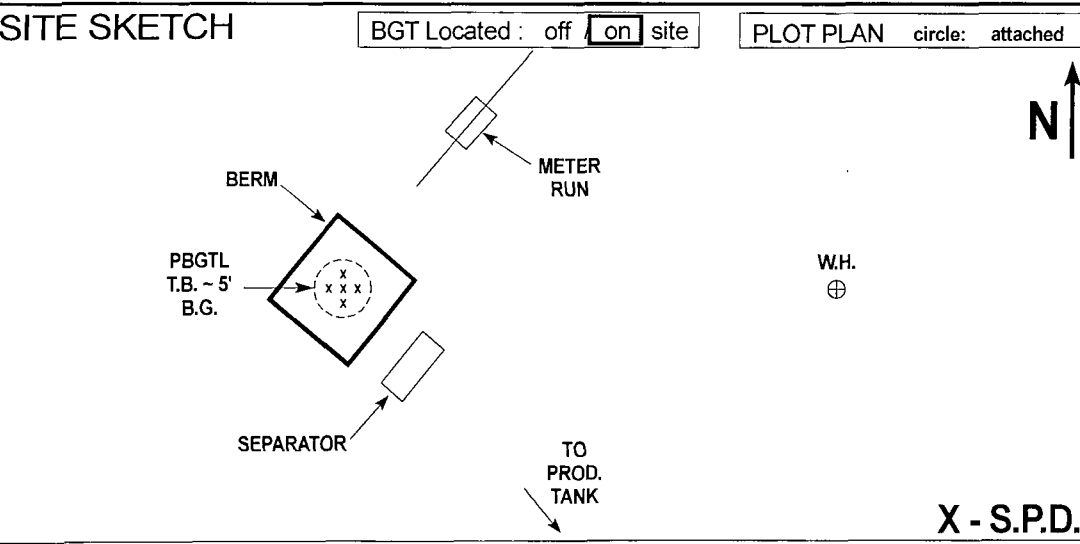 SITE SKETCH
BGT Located : off / on site
PLOT PLAN circle: attached
N
METER
RUN
BERM
PBGTL
T.B. ~ 5'
B.G.
x
x x x
x
W.H.
SEPARATOR
TO
PROD.
TANK
X - S.P.D.